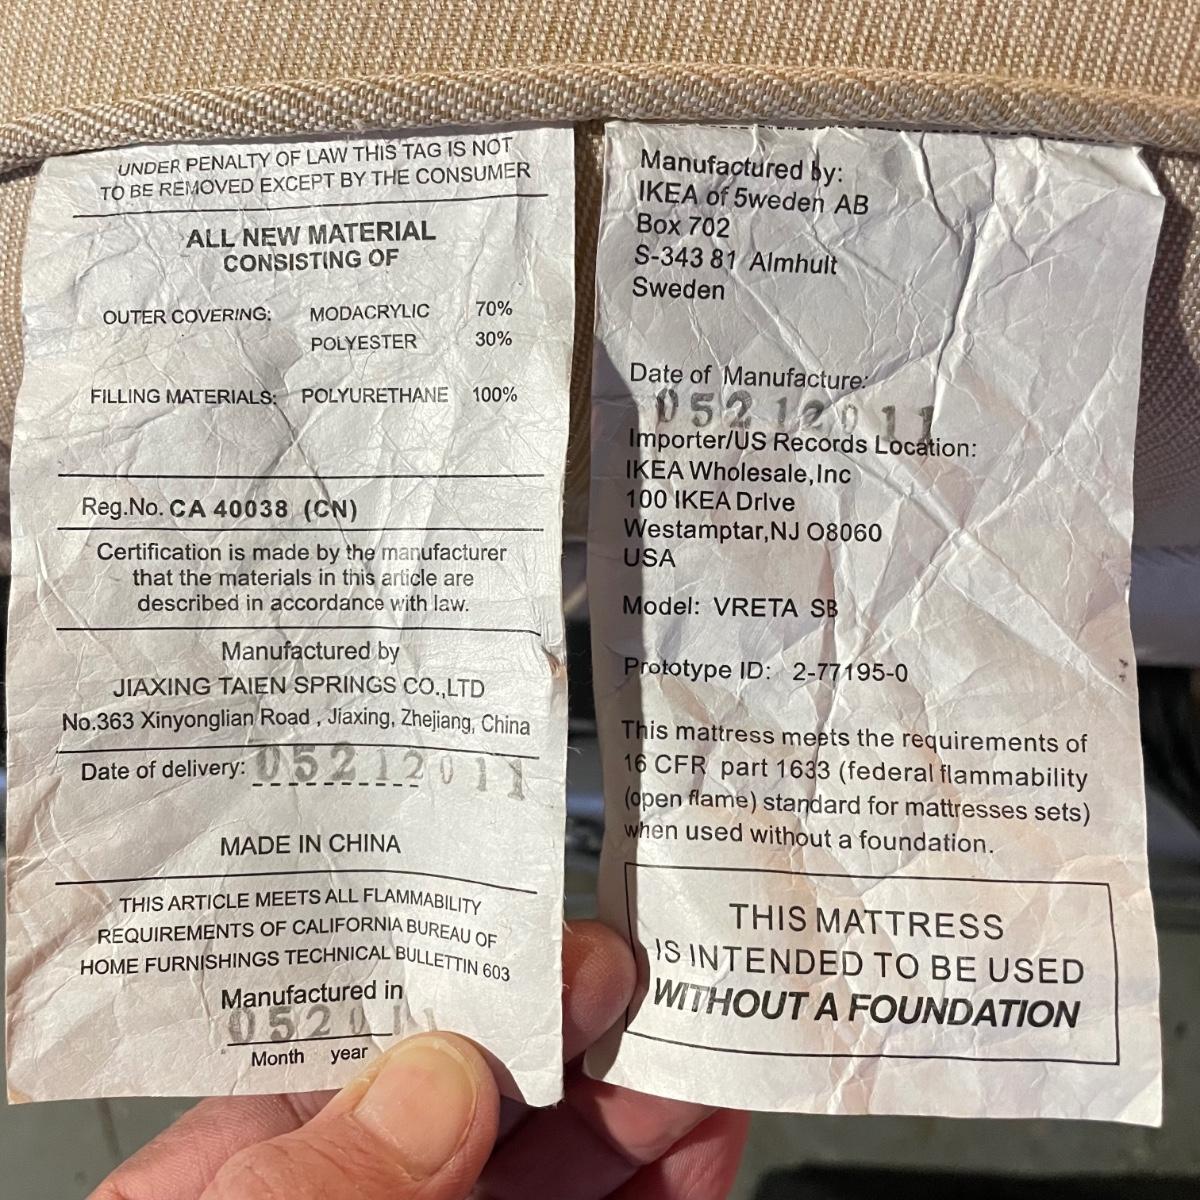 UNDER PENALTY OF LAW THIS TAG IS NOT
TO BE REMOVED EXCEPT BY THE CONSUMER
ALL NEW MATERIAL
CONSISTING OF
OUTER COVERING: MODACRYLIC 70%
POLYESTER 30%
FILLING MATERIALS: POLYURETHANE 100%
Reg.No. CA 40038 (CN)
Certification is made by the manufacturer
that the materials in this article are
described in accordance with law.
Manufactured by
JIAXING TAIEN SPRINGS CO.,LTD
No.363 Xinyonglian Road , Jiaxing, Zhejiang, China
Date of delivery: 05212011
MADE IN CHINA
THIS ARTICLE MEETS ALL FLAMMABILITY
REQUIREMENTS OF CALIFORNIA BUREAU OF
HOME FURNISHINGS TECHNICAL BULLETTIN 603
Manufactured in
052011
Month year
Manufactured by:
IKEA of 5weden AB
Box 702
S-343 81 Almhult
Sweden
Date of Manufacture:
05212011
Importer/US Records Location:
IKEA Wholesale,Inc
100 IKEA Drlve
Westamptar,NJ O8060
USA
Model: VRETA SB
Prototype ID: 2-77195-0
This mattress meets the requirements of
16 CFR part 1633 (federal flammability
(open flame) standard for mattresses sets)
when used without a foundation.
THIS MATTRESS
IS INTENDED TO BE USED
WITHOUT A FOUNDATION